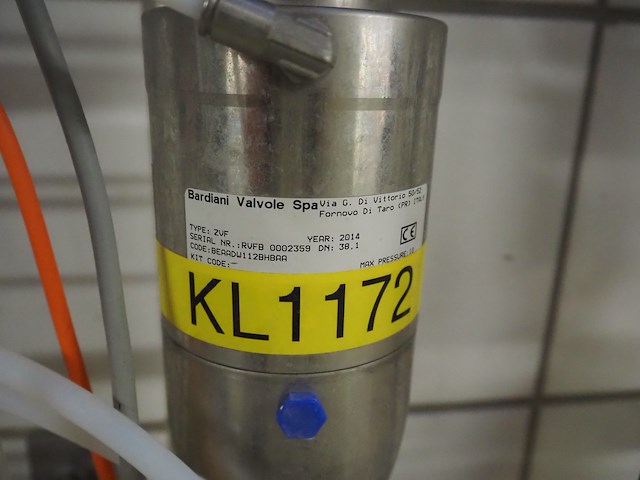 Bardiani Valvole Spa Via G. Di Vittorio 50/52
Fornovo Di Taro (PR) ITALY
TYPE: ZVF
YEAR: 2014
SERIAL NR.:RVFB 0002359 DN: 38,1
CE
CODE:BEAADW112BHBAA
KIT CODE:-
MAX PRESSURE:10
KL1172